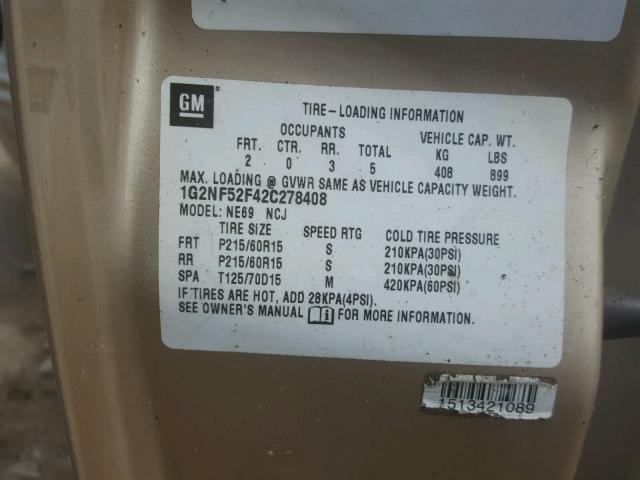 GM
TIRE-LOADING INFORMATION
OCCUPANTS VEHICLE CAP. WT.
FRT. CTR. RR. TOTAL KG LBS
2 0 3 5 408 899
MAX. LOADING @ GVWR SAME AS VEHICLE CAPACITY WEIGHT.
1G2NF52F42C278408
MODEL: NE69 NCJ
TIRE SIZE SPEED RTG COLD TIRE PRESSURE
FRT P215/60R15 S 210KPA(30PSI)
RR P215/60R15 S 210KPA(30PSI)
SPA T125/70D15 M 420KPA(60PSI)
IF TIRES ARE HOT, ADD 28KPA(4PSI).
SEE OWNER'S MANUAL FOR MORE INFORMATION.
1513421089